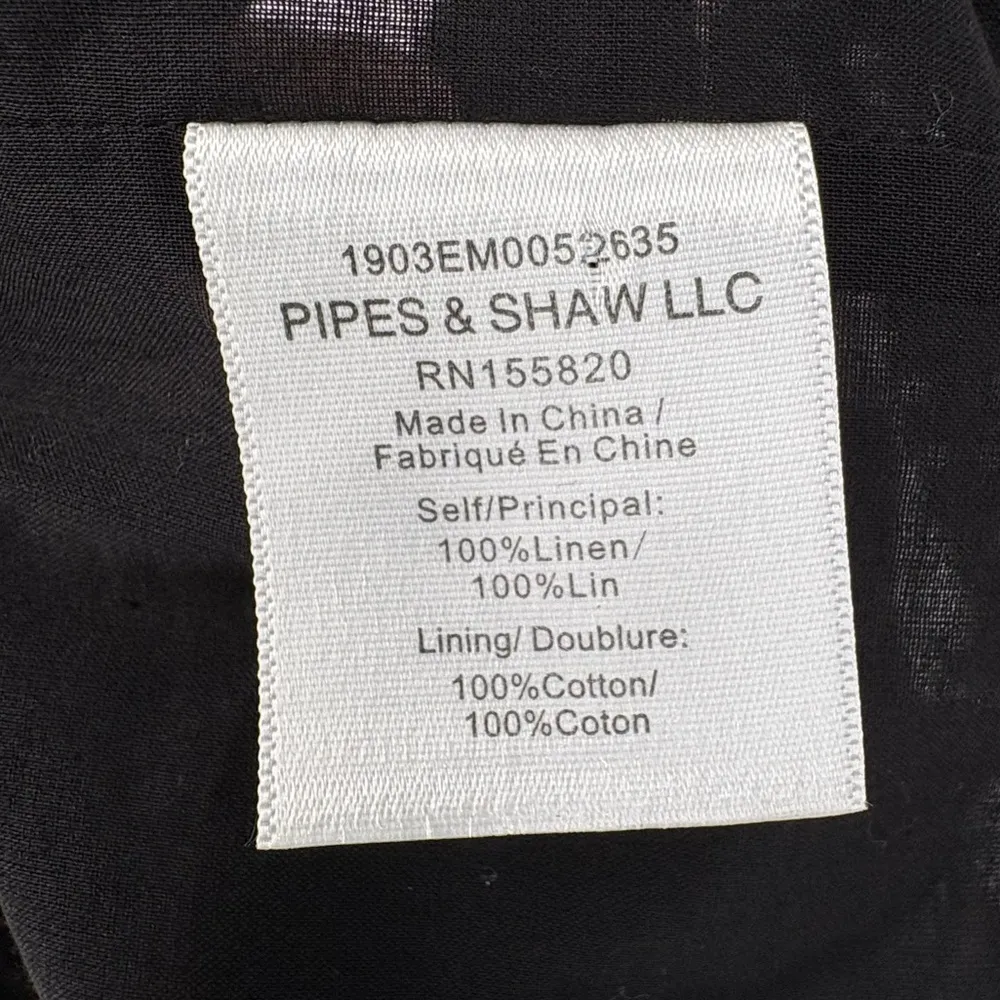 1903EM0052635
PIPES & SHAW LLC
RN155820
Made In China /
Fabriqué En Chine
Self/Principal:
100%Linen/
100%Lin
Lining/ Doublure:
100%Cotton/
100%Coton